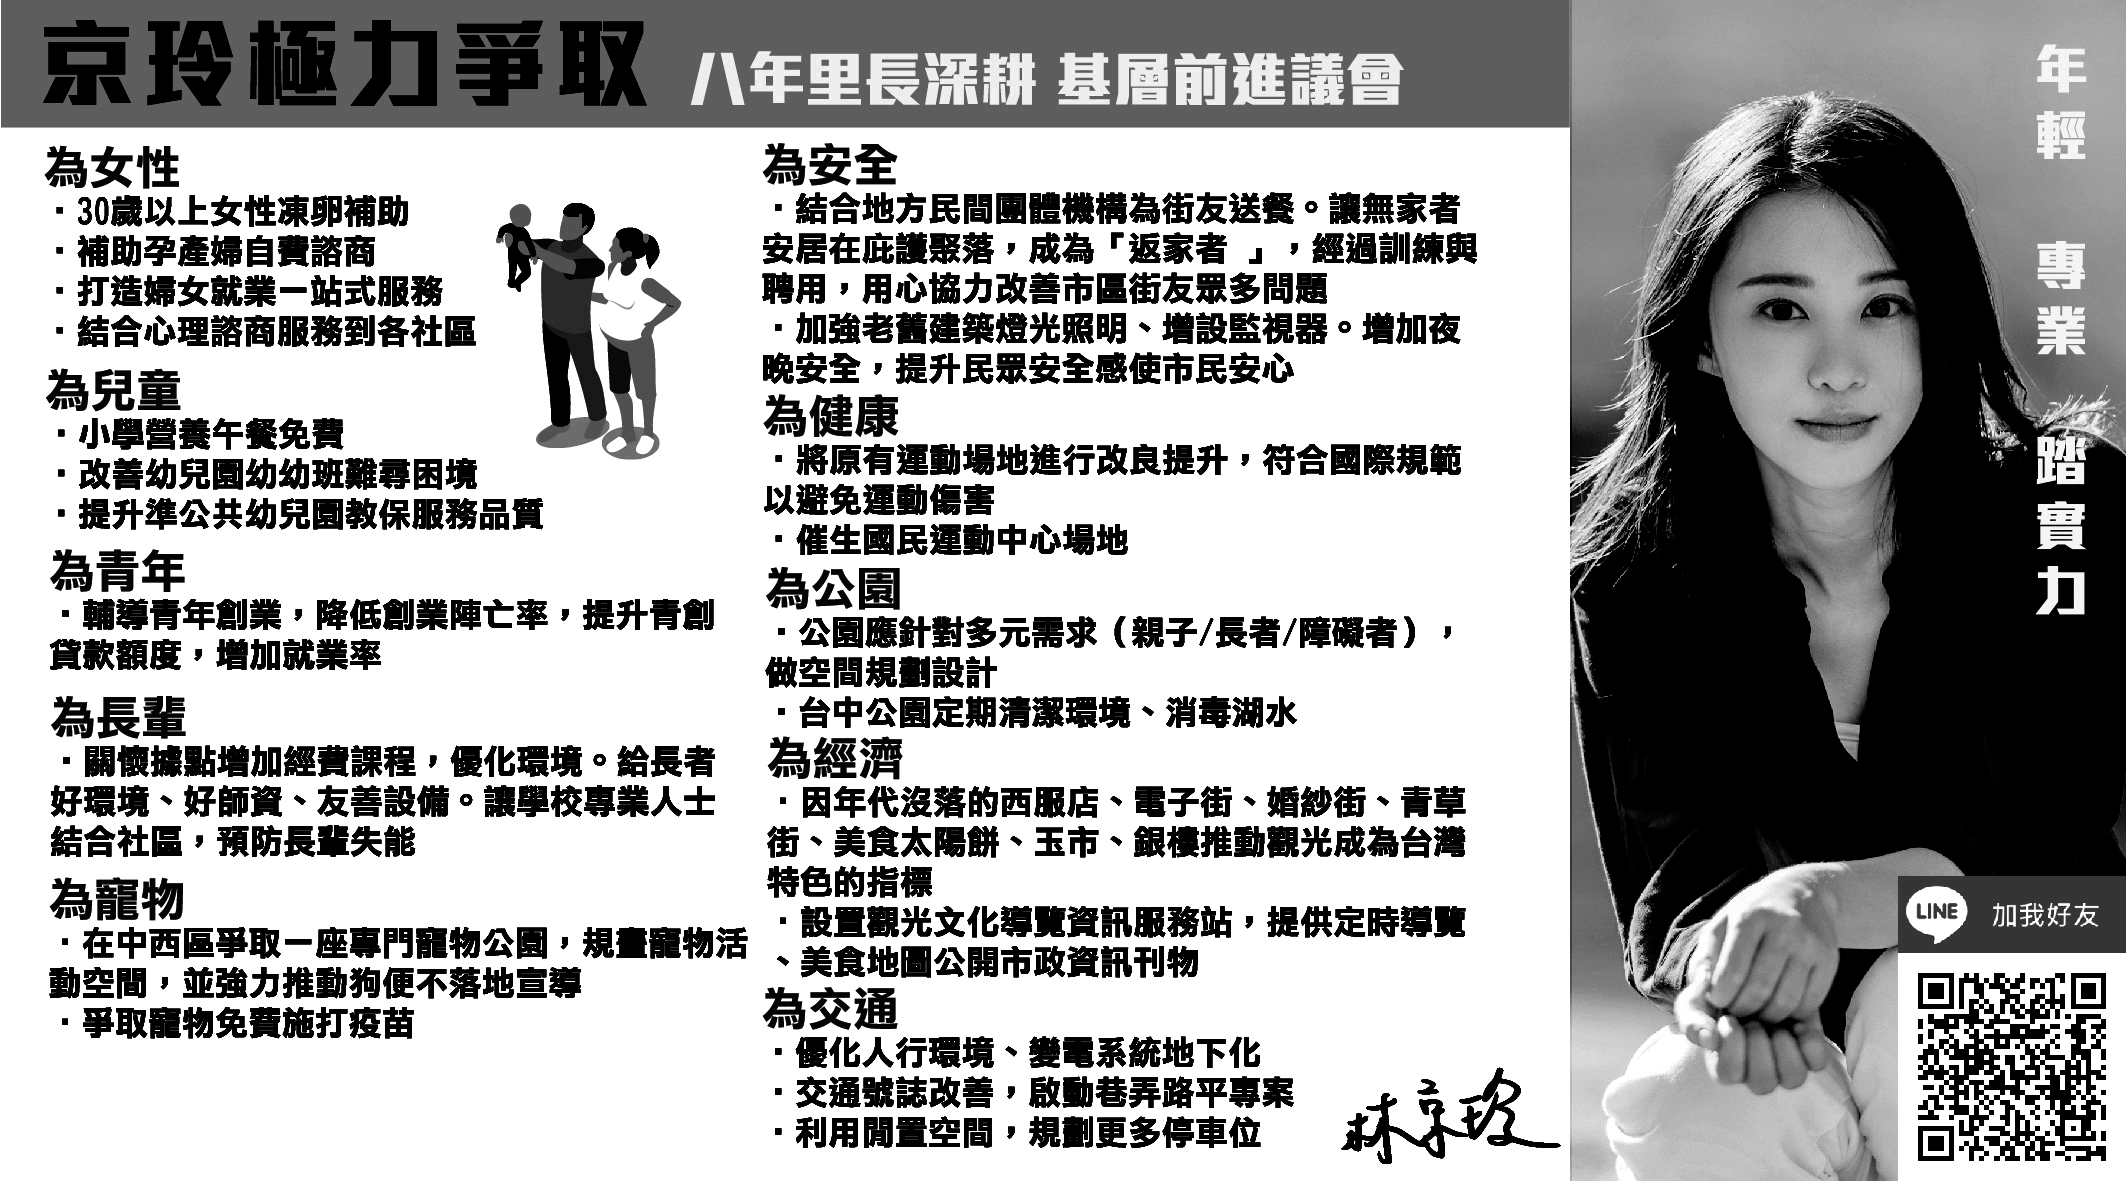 京玲極力爭取 八年里長深耕 基層前進議會
為女性
·30歲以上女性凍卵補助
·補助孕產婦自費諮商
·打造婦女就業一站式服務
·結合心理諮商服務到各社區
為兒童
·小學營養午餐免費
·改善幼兒園幼幼班難尋困境
·提升準公共幼兒園教保服務品質
為青年
·輔導青年創業，降低創業陣亡率，提升青創
貸款額度，增加就業率
為長輩
·關懷據點增加經費課程，優化環境。給長者
好環境、好師資、友善設備。讓學校專業人士
結合社區，預防長輩失能
為寵物
·在中西區爭取一座專門寵物公園，規畫寵物活
動空間，並強力推動狗便不落地宣導
·爭取寵物免費施打疫苗
為安全
·結合地方民間團體機構為街友送餐。讓無家者
安居在庇護聚落，成為「返家者 」，經過訓練與
聘用，用心協力改善市區街友眾多問題
·加強老舊建築燈光照明、增設監視器。增加夜
晚安全，提升民眾安全感使市民安心
為健康
·將原有運動場地進行改良提升，符合國際規範
以避免運動傷害
·催生國民運動中心場地
為公園
·公園應針對多元需求（親子/長者/障礙者），
做空間規劃設計
·台中公園定期清潔環境、消毒湖水
為經濟
·因年代沒落的西服店、電子街、婚紗街、青草
街、美食太陽餅、玉市、銀樓推動觀光成為台灣
特色的指標
·設置觀光文化導覽資訊服務站，提供定時導覽
、美食地圖公開市政資訊刊物
為交通
·優化人行環境、變電系統地下化
·交通號誌改善，啟動巷弄路平專案
·利用閒置空間，規劃更多停車位
林京玲
年輕 專業 踏實力
LINE 加我好友